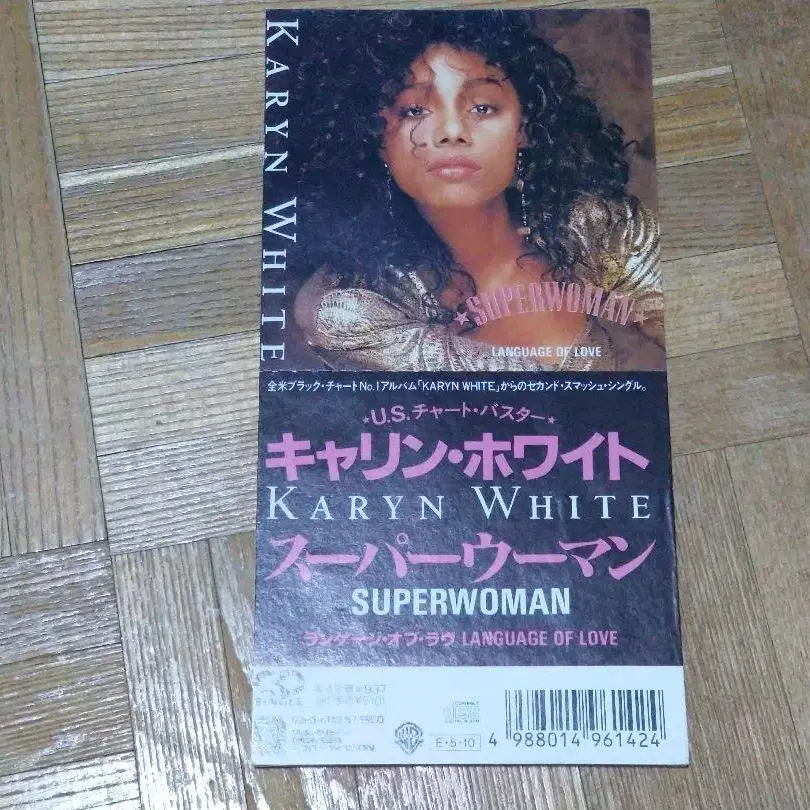 KARYN WHITE
★SUPERWOMAN★
LANGUAGE OF LOVE
全米ブラック・チャートNo.1アルバム「KARYN WHITE」からのセカンド・スマッシュ・シングル。
★U.S.チャート・バスター★
キャリン・ホワイト
KARYN WHITE
スーパーウーマン
SUPERWOMAN
ランゲージ・オブ・ラヴ LANGUAGE OF LOVE
COMPACT
E・5・10
4 988014 961424